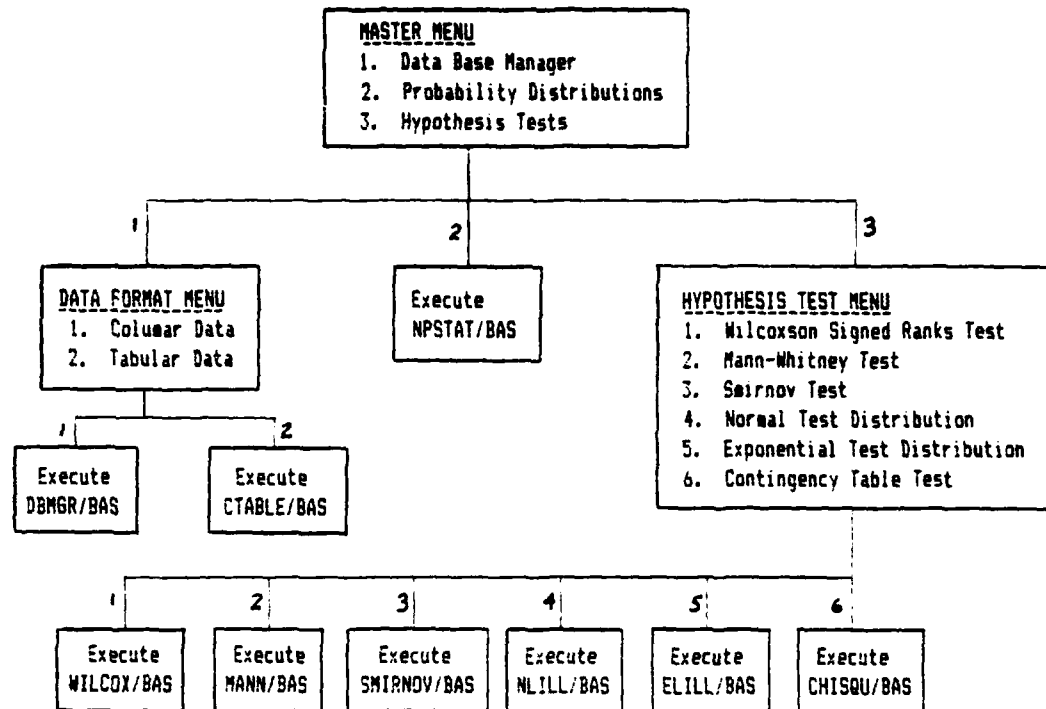 MASTER MENU
1. Data Base Manager
2. Probability Distributions
3. Hypothesis Tests
1
2
3
DATA FORMAT MENU
1. Columar Data
2. Tabular Data
Execute
NPSTAT/BAS
HYPOTHESIS TEST MENU
1. Wilcoxson Signed Ranks Test
2. Mann-Whitney Test
3. Smirnov Test
4. Normal Test Distribution
5. Exponential Test Distribution
6. Contingency Table Test
1
2
Execute
DBMGR/BAS
Execute
CTABLE/BAS
1
2
3
4
5
6
Execute
WILCOX/BAS
Execute
MANN/BAS
Execute
SMIRNOV/BAS
Execute
NLILL/BAS
Execute
ELILL/BAS
Execute
CHISQU/BAS